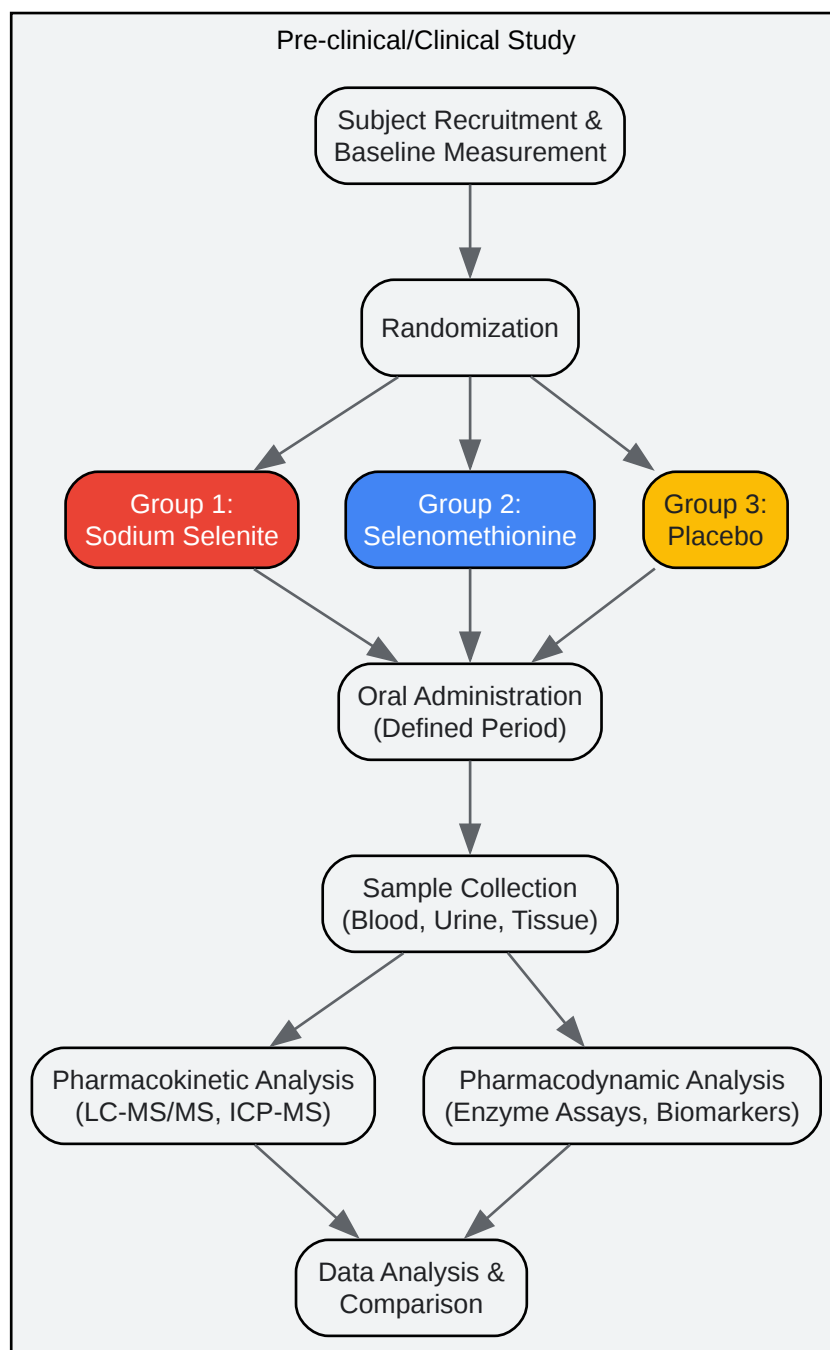 Pre-clinical/Clinical Study
Subject Recruitment &
Baseline Measurement
Randomization
Group 1:
Sodium Selenite
Group 2:
Selenomethionine
Group 3:
Placebo
Oral Administration
(Defined Period)
Sample Collection
(Blood, Urine, Tissue)
Pharmacokinetic Analysis
(LC-MS/MS, ICP-MS)
Pharmacodynamic Analysis
(Enzyme Assays, Biomarkers)
Data Analysis &
Comparison